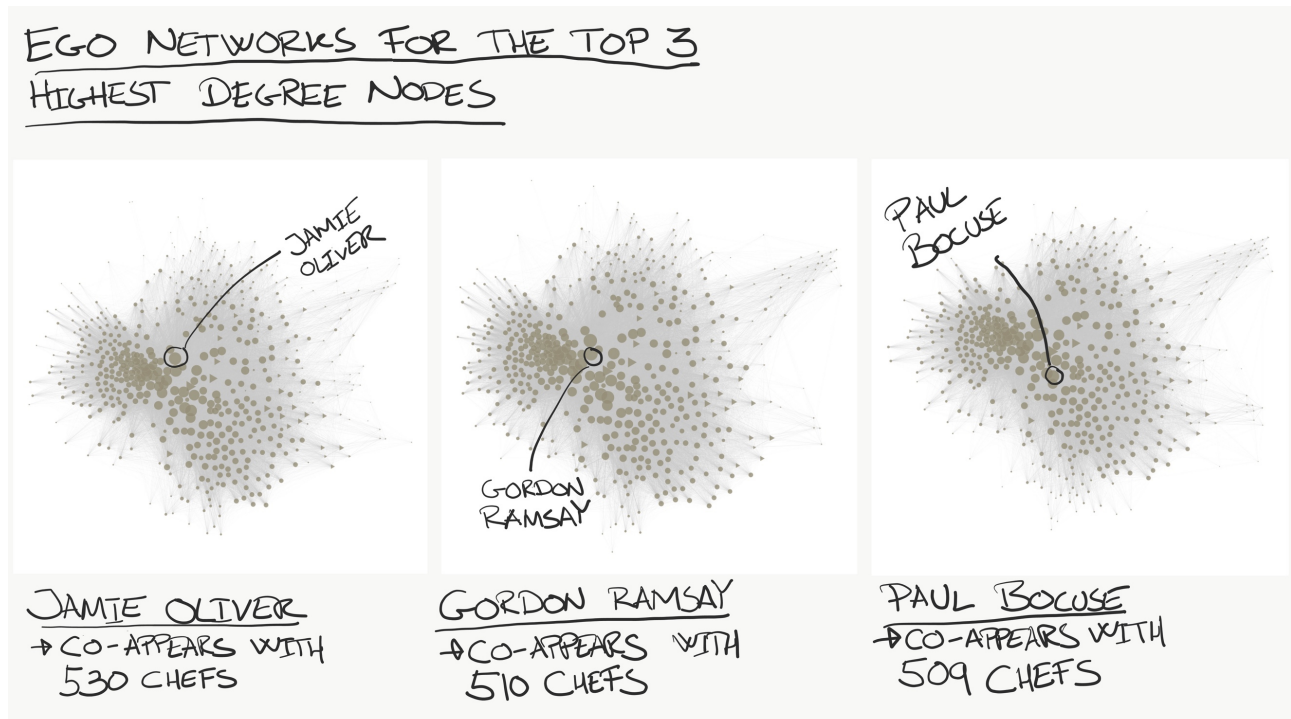 EGO NETWORKS FOR THE TOP 3
HIGHEST DEGREE NODES
JAMIE
OLIVER
GORDON
RAMSAY
PAUL
BOCUSE
JAMIE OLIVER
→ CO-APPEARS WITH
530 CHEFS
GORDON RAMSAY
→ CO-APPEARS WITH
510 CHEFS
PAUL BOCUSE
→ CO-APPEARS WITH
509 CHEFS